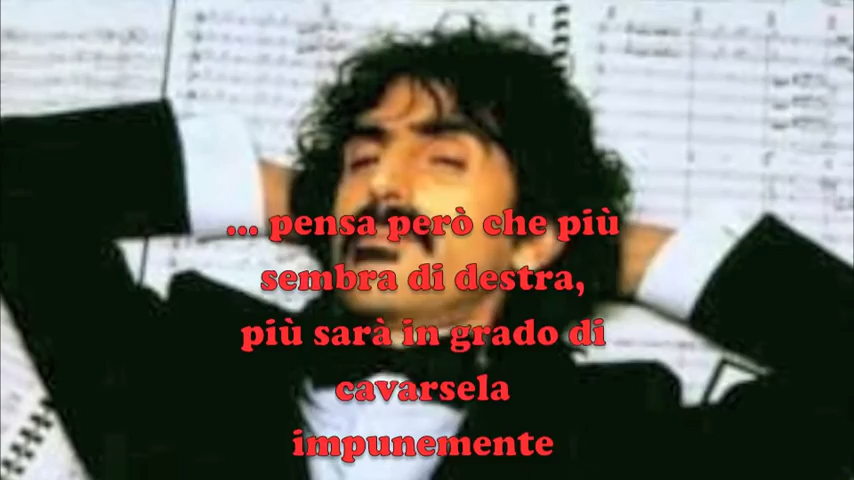 ... pensa però che più
sembra di destra,
più sarà in grado di
cavarsela
impunemente